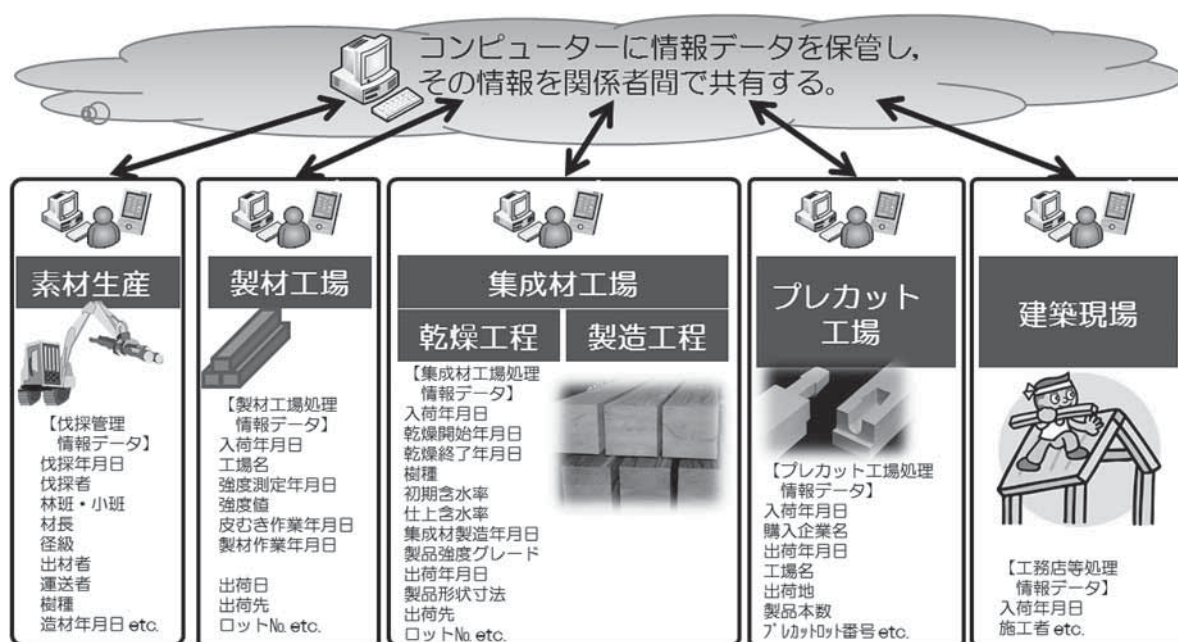 コンピューターに情報データを保管し,
その情報を関係者間で共有する。
素材生産
【伐採管理
情報データ】
伐採年月日
伐採者
林班・小班
材長
径級
出材者
運送者
樹種
造材年月日 etc.
製材工場
【製材工場処理
情報データ】
入荷年月日
工場名
強度測定年月日
強度値
皮むき作業年月日
製材作業年月日
出荷日
出荷先
ロット№ etc.
集成材工場
乾燥工程
製造工程
【集成材工場処理
情報データ】
入荷年月日
乾燥開始年月日
乾燥終了年月日
樹種
初期含水率
仕上含水率
集成材製造年月日
製品強度グレード
出荷年月日
製品形状寸法
出荷先
ロット№ etc.
プレカット
工場
【プレカット工場処理
情報データ】
入荷年月日
購入企業名
出荷年月日
工場名
出荷地
製品本数
プレカットロット番号 etc.
建築現場
【工務店等処理
情報データ】
入荷年月日
施工者 etc.